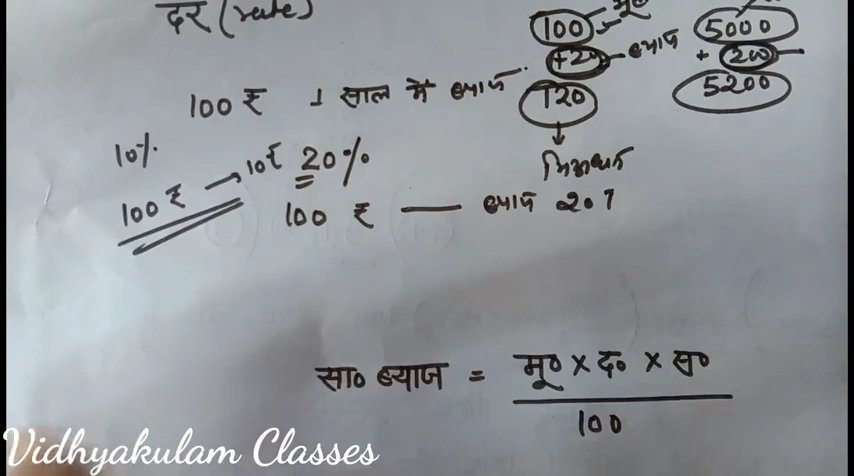 दर (rate)
100 — मू०
+20 — ब्याज
120
मिश्रधन
5000
+ 200
5200
100 ₹ 1 साल में ब्याज
10%
100 ₹ → 10₹
20%
100 ₹ — ब्याज 20₹
सा० ब्याज = मू० × द० × स०
100
Vidhyakulam Classes